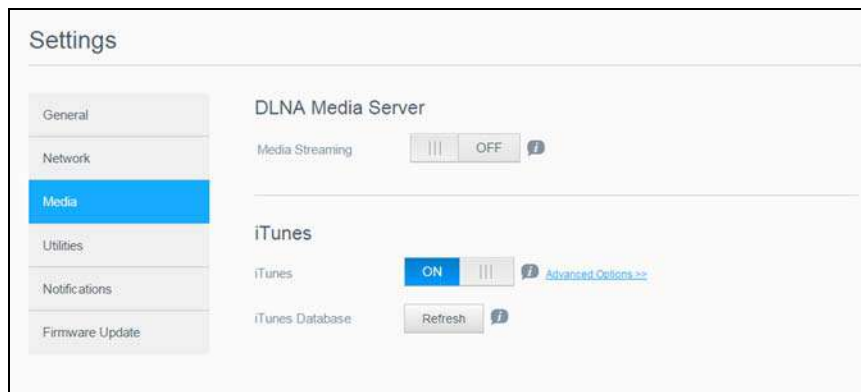 Settings
General
Network
Media
Utilities
Notifications
Firmware Update
DLNA Media Server
Media Streaming ||| OFF i
iTunes
iTunes ON ||| i Advanced Options >>
iTunes Database Refresh i